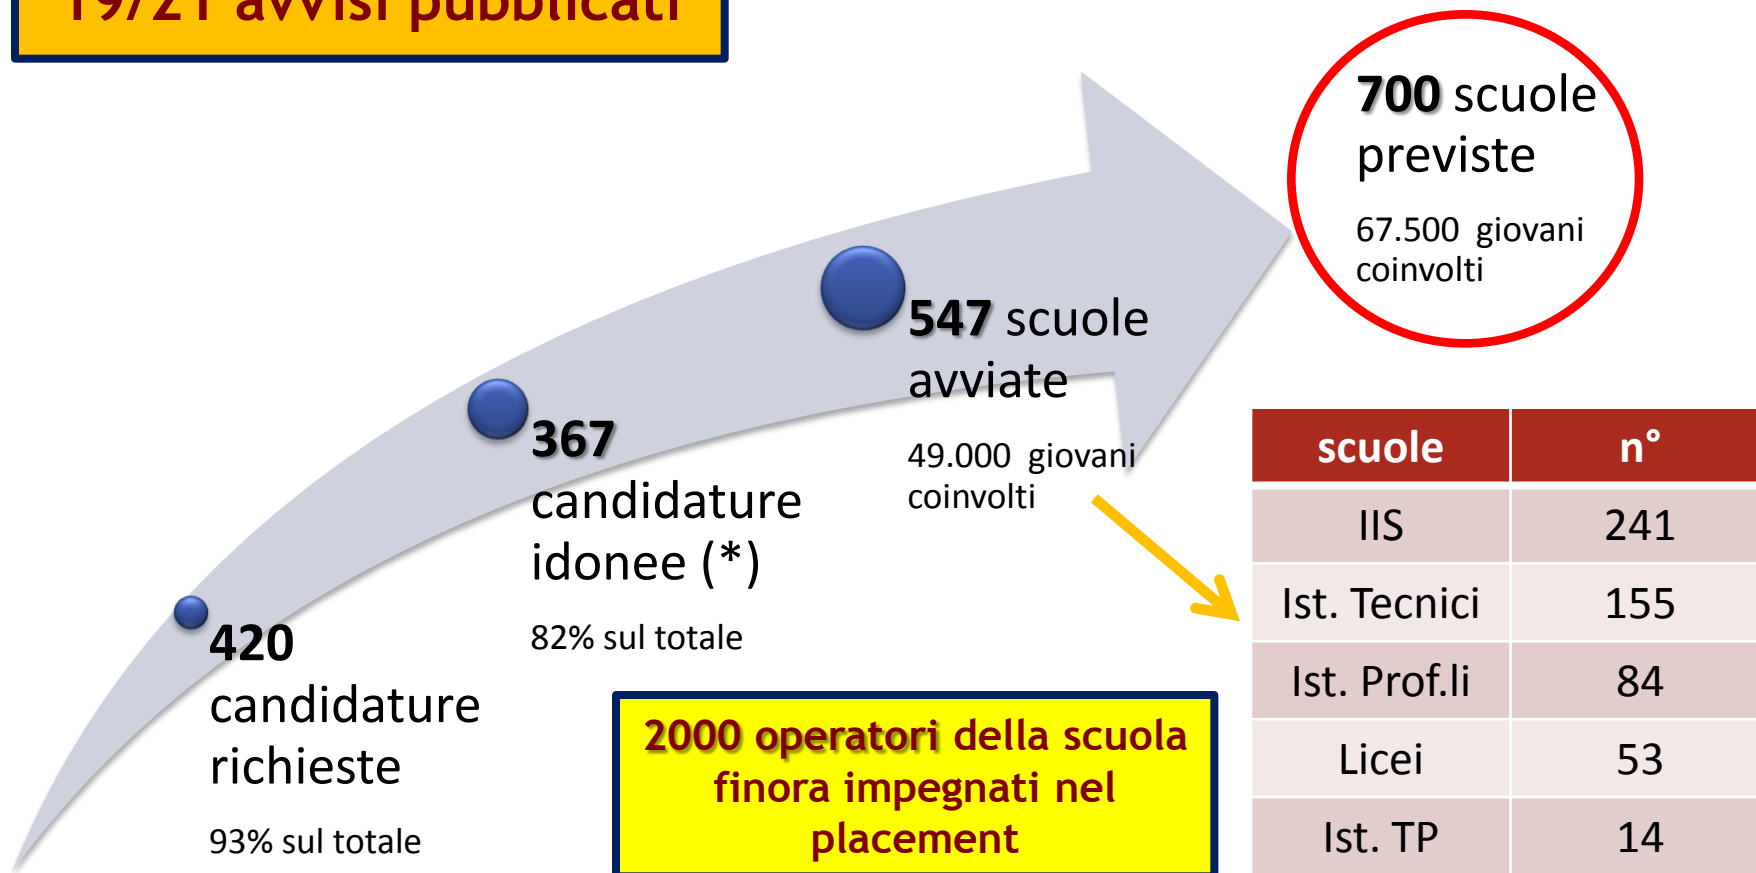 19/21 avvisi pubblicati
700 scuole
previste
67.500 giovani
coinvolti
547 scuole
avviate
49.000 giovani
coinvolti
367
candidature
idonee (*)
82% sul totale
420
candidature
richieste
93% sul totale
2000 operatori della scuola
finora impegnati nel
placement
scuole n°
IIS 241
Ist. Tecnici 155
Ist. Prof.li 84
Licei 53
Ist. TP 14